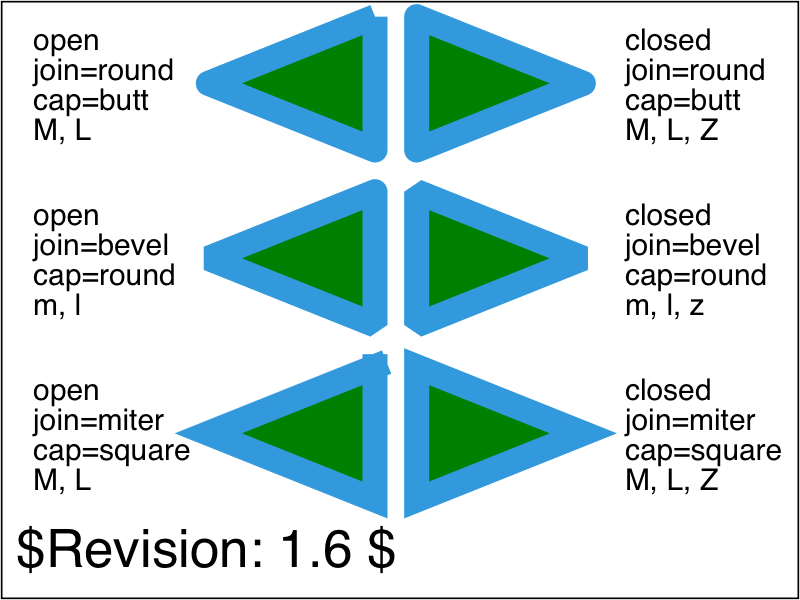 open
join=round
cap=butt
M, L
closed
join=round
cap=butt
M, L, Z
open
join=bevel
cap=round
m, l
closed
join=bevel
cap=round
m, l, z
open
join=miter
cap=square
M, L
closed
join=miter
cap=square
M, L, Z
$Revision: 1.6 $